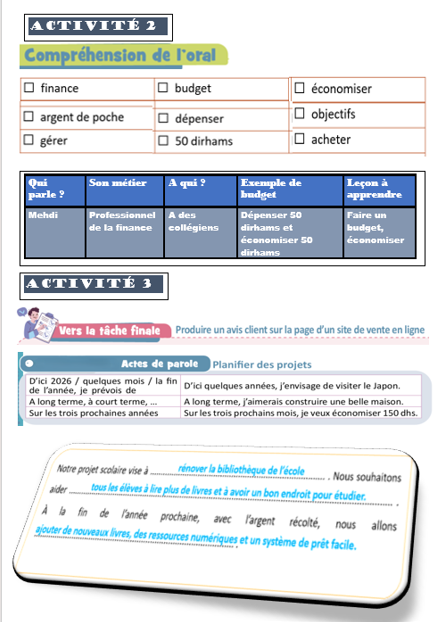 ACTIVITÉ 2
Compréhension de l'oral
☐ finance ☐ budget ☐ économiser
☐ argent de poche ☐ dépenser ☐ objectifs
☐ gérer ☐ 50 dirhams ☐ acheter
Qui parle ? Son métier A qui ? Exemple de budget Leçon à apprendre
Mehdi Professionnel de la finance A des collégiens Dépenser 50 dirhams et économiser 50 dirhams Faire un budget, économiser
ACTIVITÉ 3
Vers la tâche finale Produire un avis client sur la page d'un site de vente en ligne
Actes de parole Planifier des projets
D'ici 2026 / quelques mois / la fin de l'année, je prévois de D'ici quelques années, j'envisage de visiter le Japon.
A long terme, à court terme, ... A long terme, j'aimerais construire une belle maison.
Sur les trois prochaines années Sur les trois prochains mois, je veux économiser 150 dhs.
Notre projet scolaire vise à rénover la bibliothèque de l'école. Nous souhaitons
aider tous les élèves à lire plus de livres et à avoir un bon endroit pour étudier.
À la fin de l'année prochaine, avec l'argent récolté, nous allons
ajouter de nouveaux livres, des ressources numériques et un système de prêt facile.